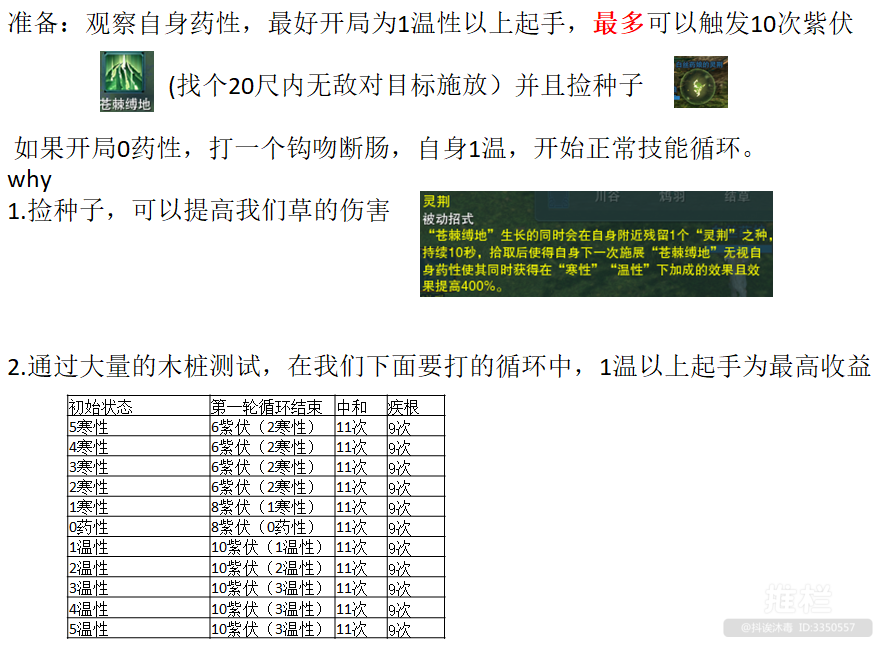 准备：观察自身药性，最好开局为1温性以上起手，最多可以触发10次紫伏
苍棘缚地
(找个20尺内无敌对目标施放）并且捡种子
如果开局0药性，打一个钩吻断肠，自身1温，开始正常技能循环。
why
1.捡种子，可以提高我们草的伤害
川谷 鸩羽 结草
灵荆
被动招式
“苍棘缚地”生长的同时会在自身附近残留1个“灵荆”之种，
持续10秒，拾取后使得自身下一次施展“苍棘缚地”无视自
身药性使其同时获得在“寒性”“温性”下加成的效果且效
果提高400%。
2.通过大量的木桩测试，在我们下面要打的循环中，1温以上起手为最高收益
初始状态 第一轮循环结束 中和 疾根
5寒性 6紫伏（2寒性） 11次 9次
4寒性 6紫伏（2寒性） 11次 9次
3寒性 6紫伏（2寒性） 11次 9次
2寒性 6紫伏（2寒性） 11次 9次
1寒性 8紫伏（1寒性） 11次 9次
0药性 8紫伏（0药性） 11次 9次
1温性 10紫伏（1温性） 11次 9次
2温性 10紫伏（2温性） 11次 9次
3温性 10紫伏（3温性） 11次 9次
4温性 10紫伏（3温性） 11次 9次
5温性 10紫伏（3温性） 11次 9次
推栏
ID:3350557